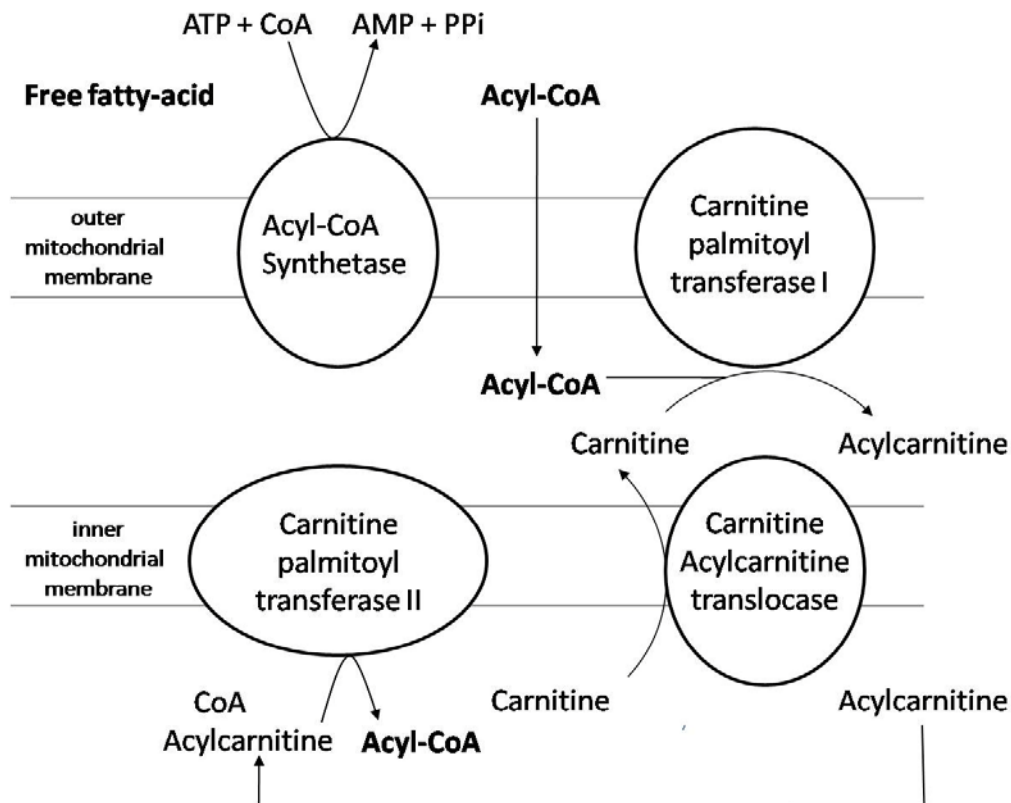 ATP + CoA AMP + PPi
Free fatty-acid Acyl-CoA
outer
mitochondrial
membrane
Acyl-CoA
Synthetase
Carnitine
palmitoyl
transferase I
Acyl-CoA
Carnitine Acylcarnitine
inner
mitochondrial
membrane
Carnitine
palmitoyl
transferase II
Carnitine
Acylcarnitine
translocase
CoA
Acylcarnitine Acyl-CoA
Carnitine Acylcarnitine